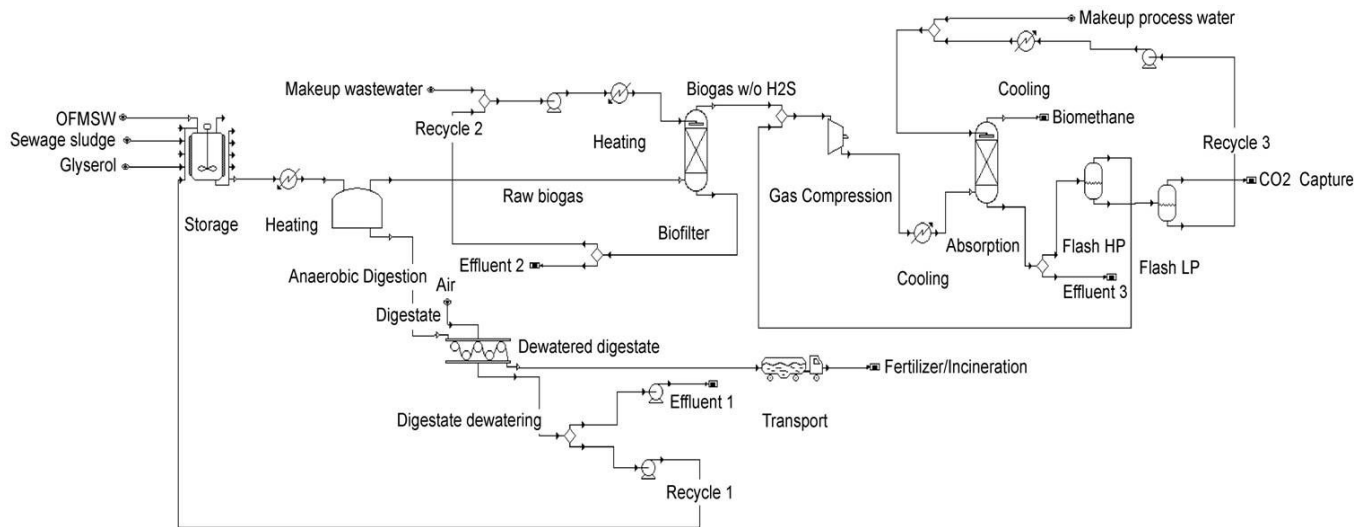 Makeup process water
Makeup wastewater
Biogas w/o H2S
Cooling
OFMSW
Biomethane
Sewage sludge
Recycle 2
Heating
Recycle 3
Glyserol
CO2 Capture
Raw biogas
Gas Compression
Storage
Heating
Biofilter
Absorption
Flash HP
Effluent 2
Anaerobic Digestion
Cooling
Flash LP
Air
Effluent 3
Digestate
Dewatered digestate
Fertilizer/Incineration
Effluent 1
Digestate dewatering
Transport
Recycle 1